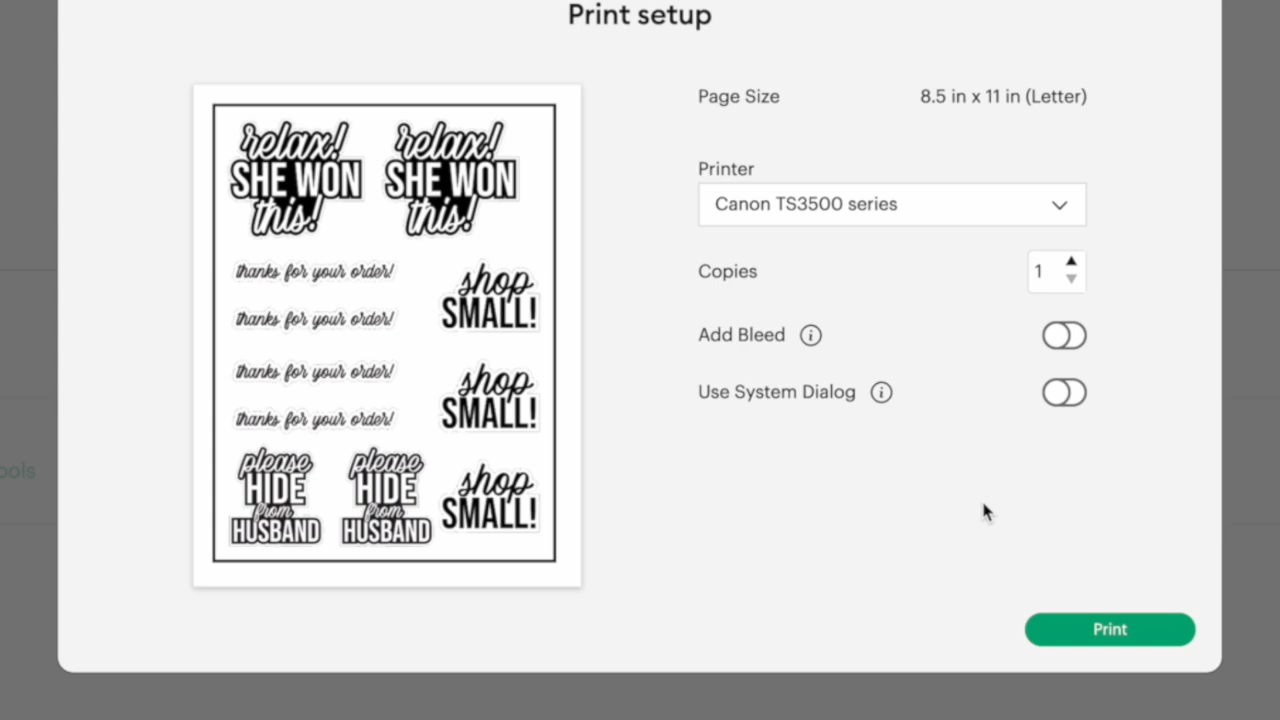 Print setup
relax!
SHE WON
this!
relax!
SHE WON
this!
thanks for your order!
thanks for your order!
thanks for your order!
thanks for your order!
shop
SMALL!
shop
SMALL!
shop
SMALL!
please
HIDE
from
HUSBAND
please
HIDE
from
HUSBAND
Page Size 8.5 in x 11 in (Letter)
Printer
Canon TS3500 series
Copies 1
Add Bleed i
Use System Dialog i
Print
ools